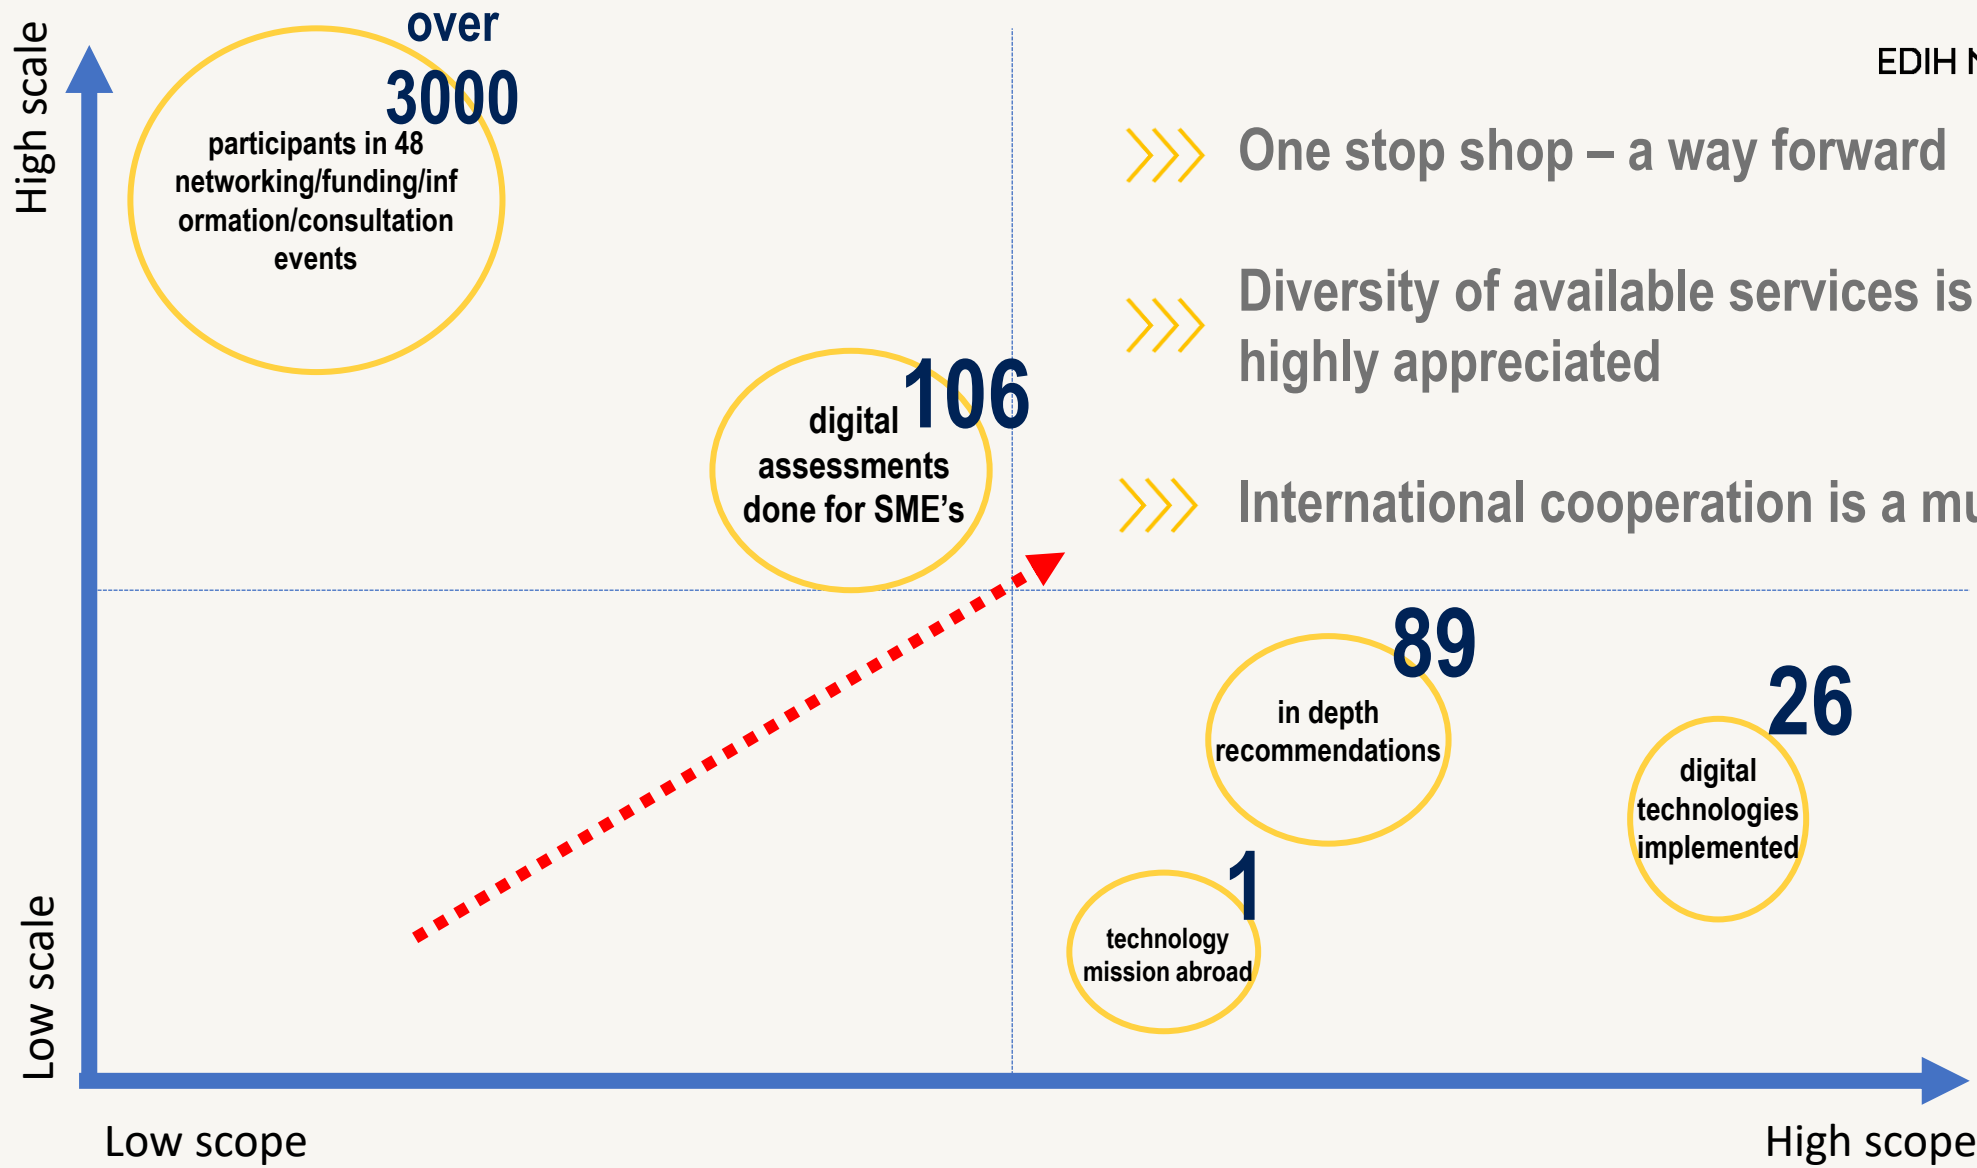 High scale
over
3000
participants in 48
networking/funding/inf
ormation/consultation
events
EDIH
One stop shop – a way forward
Diversity of available services is
highly appreciated
International cooperation is a
106
digital
assessments
done for SME’s
89
in depth
recommendations
26
digital
technologies
implemented
1
technology
mission abroad
Low scale
Low scope
High scope